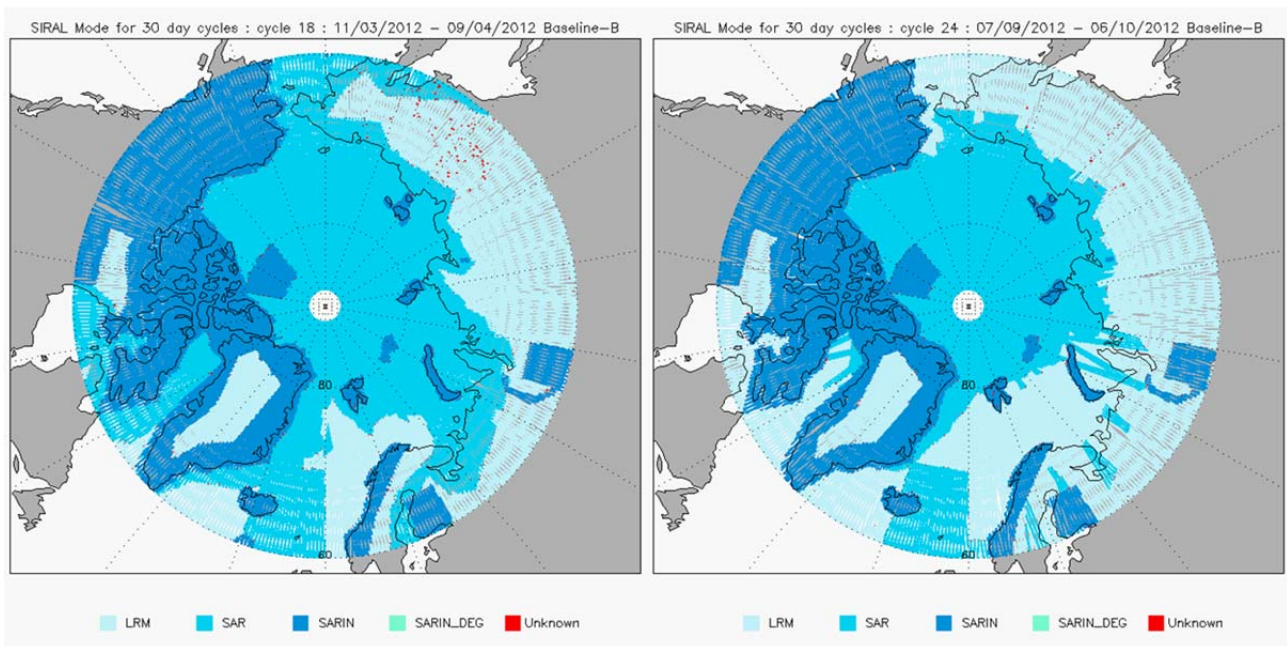 SIRAL Mode for 30 day cycles : cycle 18 : 11/03/2012 – 09/04/2012 Baseline–B
80
60
LRM SAR SARIN SARIN_DEG Unknown
SIRAL Mode for 30 day cycles : cycle 24 : 07/09/2012 – 06/10/2012 Baseline–B
80
60
LRM SAR SARIN SARIN_DEG Unknown